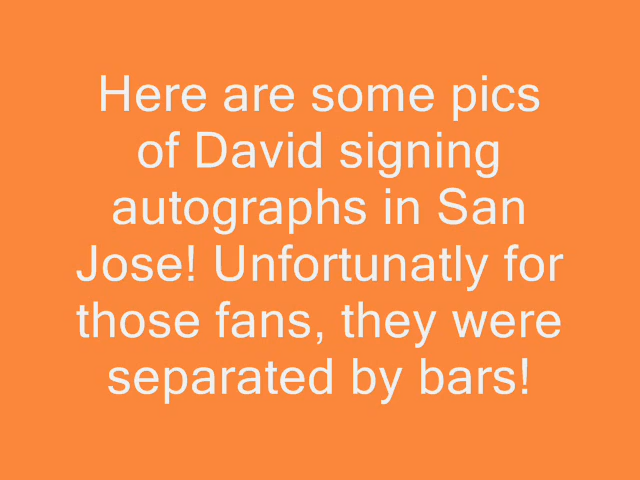 Here are some pics
of David signing
autographs in San
Jose! Unfortunatly for
those fans, they were
separated by bars!